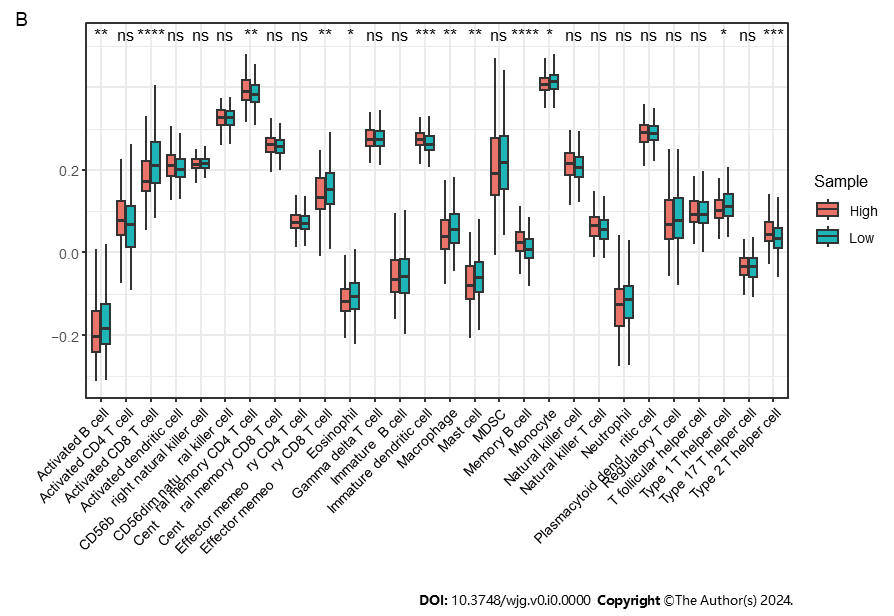 B
** ns **** ns ns ns ** ns ns ** * ns ns *** ** ** ns **** * ns ns ns ns ns ns * ns ***
0.2
0.0
−0.2
Sample
High
Low
Activated B cell
Activated CD4 T cell
Activated CD8 T cell
Activated dendritic cell
CD56b right natural killer cell
CD56dim natu ral killer cell
Cent ral memory CD4 T cell
Cent ral memory CD8 T cell
Effector memo ry CD4 T cell
Effector memo ry CD8 T cell
Eosinophil
Gamma delta T cell
Immature B cell
Immature dendritic cell
Macrophage
Mast cell
MDSC
Memory B cell
Monocyte
Natural killer cell
Natural killer T cell
Neutrophil
Plasmacytoid dend ritic cell
Regulatory T cell
T follicular helper cell
Type 1 T helper cell
Type 17 T helper cell
Type 2 T helper cell
DOI: 10.3748/wjg.v0.i0.0000 Copyright ©The Author(s) 2024.